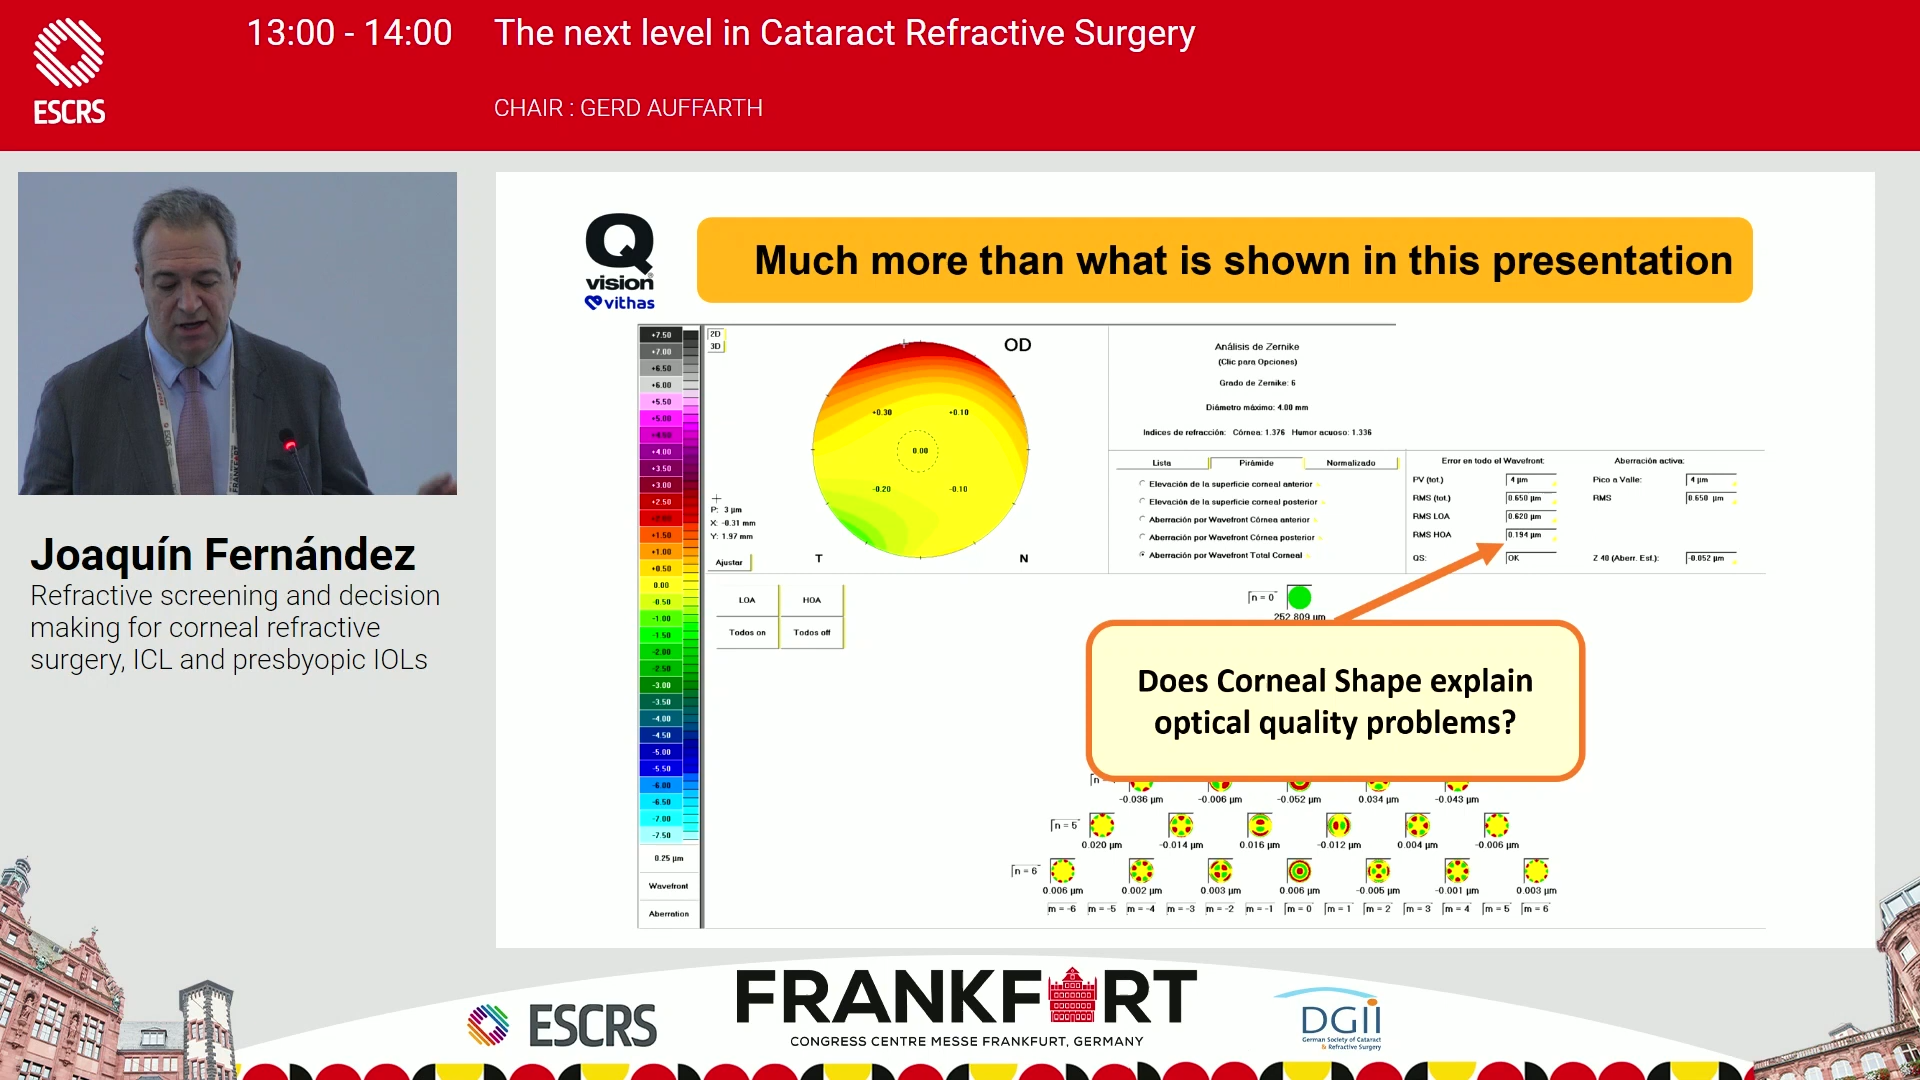 ESCRS
13:00 - 14:00
The next level in Cataract Refractive Surgery
CHAIR : GERD AUFFARTH
Joaquín Fernández
Refractive screening and decision
making for corneal refractive
surgery, ICL and presbyopic IOLs
Q
vision
vithas
Much more than what is shown in this presentation
+7.50
+7.00
+6.50
+6.00
+5.50
+5.00
+4.00
+3.50
+3.00
+2.50
+1.50
+1.00
+0.50
0.00
-0.50
-1.00
-1.50
-2.00
-2.50
-3.00
-3.50
-4.00
-4.50
-5.00
-5.50
-6.00
-6.50
-7.00
-7.50
0.25 µm
Wavefront
Aberration
2D
3D
OD
+0.30
+0.10
0.00
-0.20
-0.10
P: 3 µm
X: -0.31 mm
Y: 1.97 mm
Ajustar
T
N
LOA
HOA
Todos on
Todos off
Análisis de Zernike
(Clic para Opciones)
Grado de Zernike: 6
Diámetro máximo: 4.00 mm
Indices de refracción: Córnea: 1.376 Humor acuoso: 1.336
Lista
Pirámide
Normalizado
Elevación de la superficie corneal anterior
Elevación de la superficie corneal posterior
Aberración por Wavefront Córnea anterior
Aberración por Wavefront Córnea posterior
Aberración por Wavefront Total Corneal
Error en todo el Wavefront:
PV (tot.) 4 µm
RMS (tot.) 0.650 µm
RMS LOA 0.620 µm
RMS HOA 0.194 µm
QS: OK
Aberración activa:
Pico a Valle: 4 µm
RMS 0.650 µm
Z 40 (Aberr. Esf.): -0.052 µm
n = 0
252.809 µm
Does Corneal Shape explain
optical quality problems?
-0.036 µm -0.006 µm -0.052 µm 0.034 µm -0.043 µm
n = 5
0.020 µm -0.014 µm 0.016 µm -0.012 µm 0.004 µm -0.006 µm
n = 6
0.006 µm 0.002 µm 0.003 µm 0.006 µm -0.005 µm -0.001 µm 0.003 µm
m = -6 m = -5 m = -4 m = -3 m = -2 m = -1 m = 0 m = 1 m = 2 m = 3 m = 4 m = 5 m = 6
ESCRS
FRANKFURT
CONGRESS CENTRE MESSE FRANKFURT, GERMANY
DGII
German Society of Cataract
& Refractive Surgery